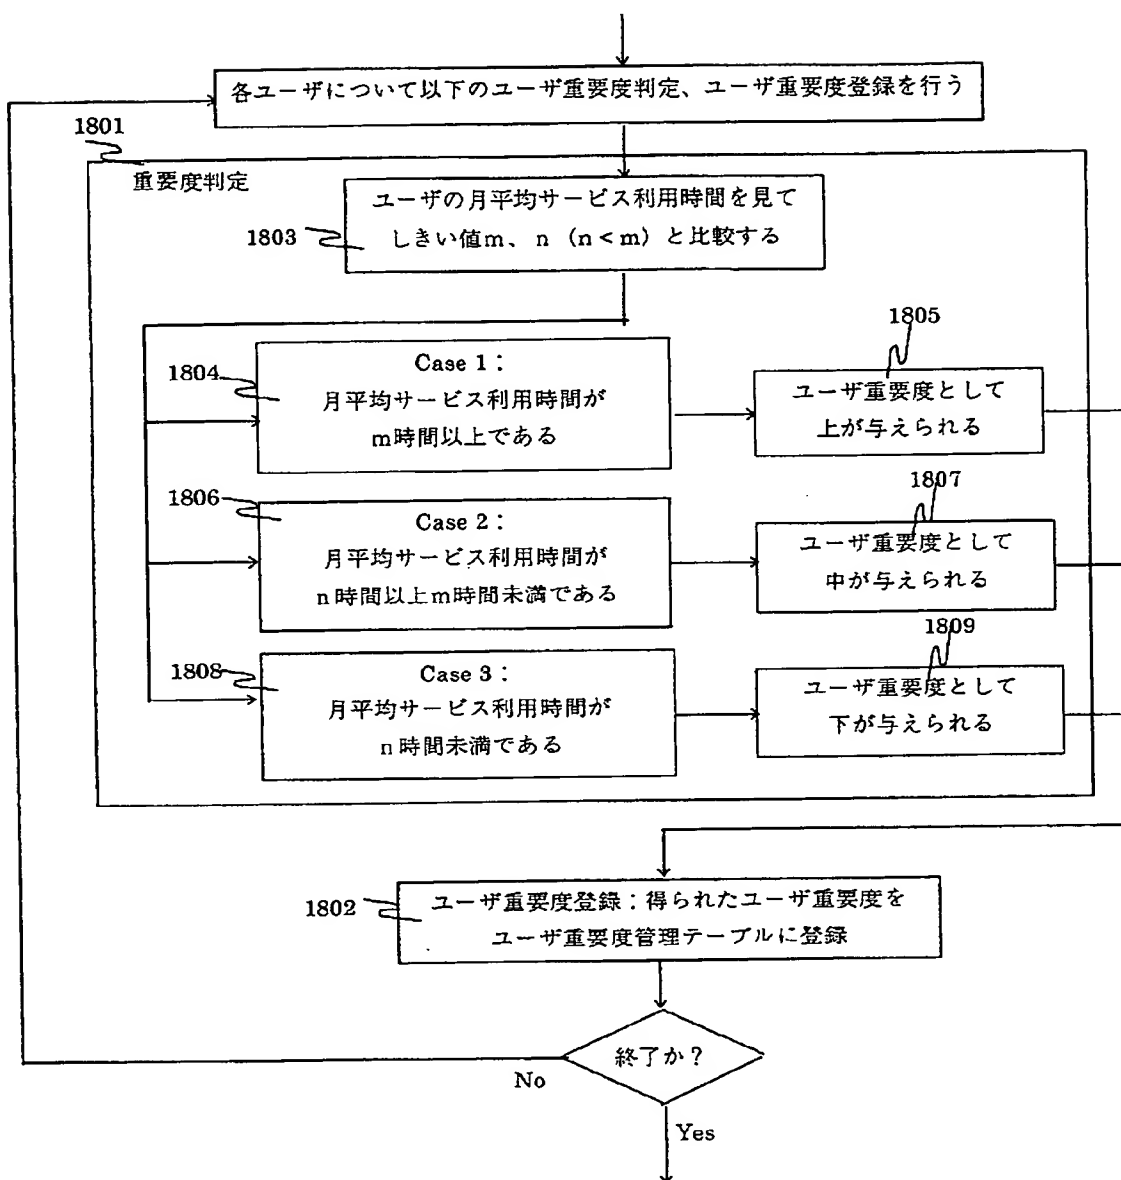 各ユーザについて以下のユーザ重要度判定、ユーザ重要度登録を行う
1801
重要度判定
ユーザの月平均サービス利用時間を見て
しきい値m、n（n＜m）と比較する
1803
1804
Case 1：
月平均サービス利用時間が
m時間以上である
1805
ユーザ重要度として
上が与えられる
1806
Case 2：
月平均サービス利用時間が
n時間以上m時間未満である
1807
ユーザ重要度として
中が与えられる
1808
Case 3：
月平均サービス利用時間が
n時間未満である
1809
ユーザ重要度として
下が与えられる
1802
ユーザ重要度登録：得られたユーザ重要度を
ユーザ重要度管理テーブルに登録
終了か？
No
Yes